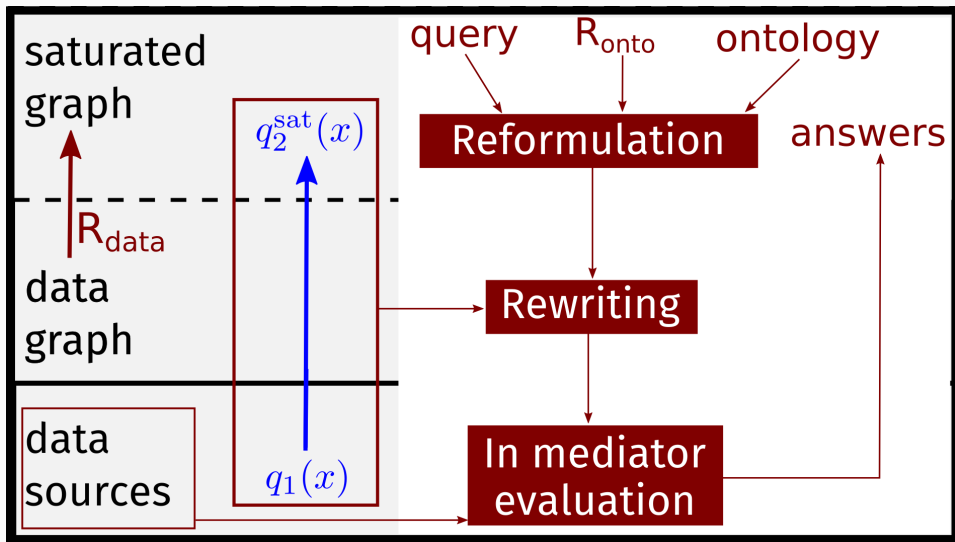 saturated
graph
R_data
data
graph
data
sources
q_2^sat(x)
q_1(x)
query
R_onto
ontology
Reformulation
answers
Rewriting
In mediator
evaluation